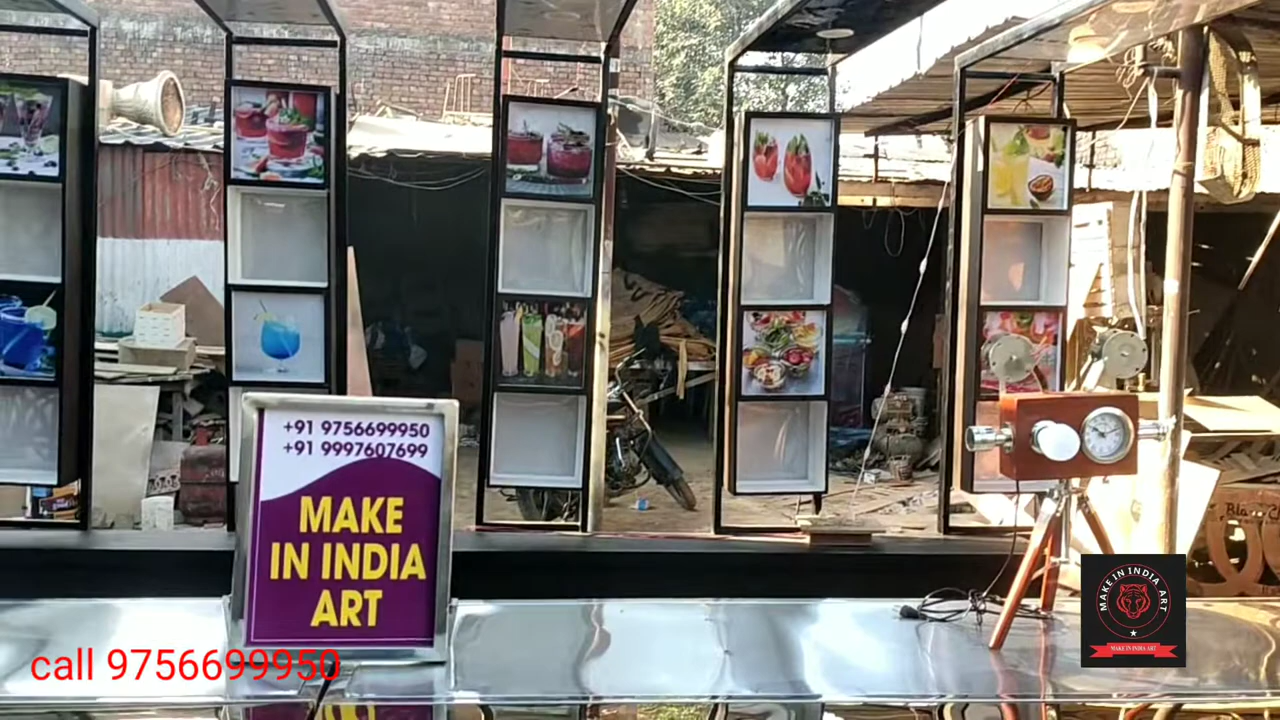 +91 9756699950
+91 9997607699
MAKE
IN INDIA
ART
call 9756699950
MAKE IN INDIA ART
MAKE IN INDIA ART